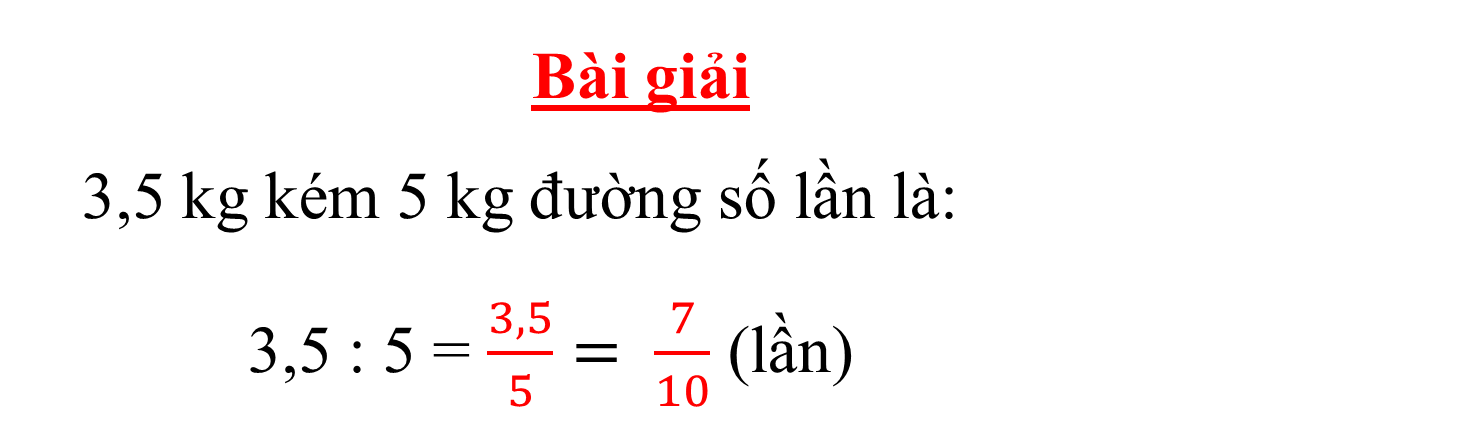 Bài giải
3,5 kg kém 5 kg đường số lần là:
3,5 : 5 = 3,5/5 = 7/10 (lần)